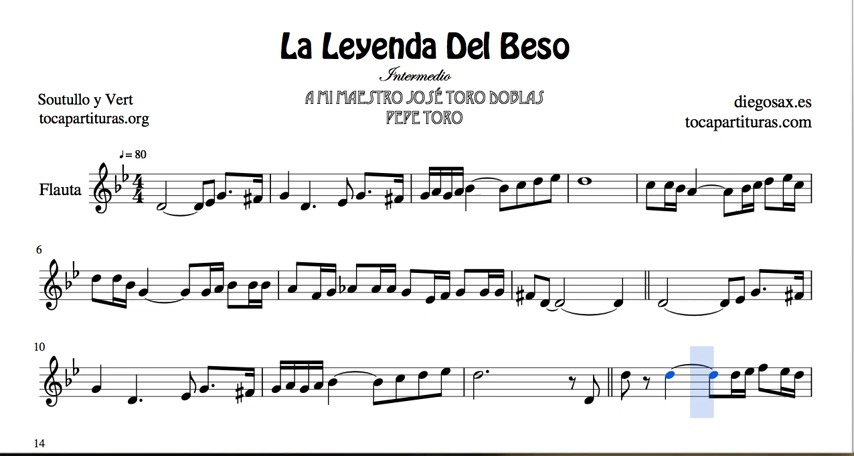 La Leyenda Del Beso
Intermedio
A MI MAESTRO JOSÉ TORO DOBLAS
PEPE TORO
Soutullo y Vert
tocapartituras.org
diegosax.es
tocapartituras.com
♩= 80
Flauta
6
10
14